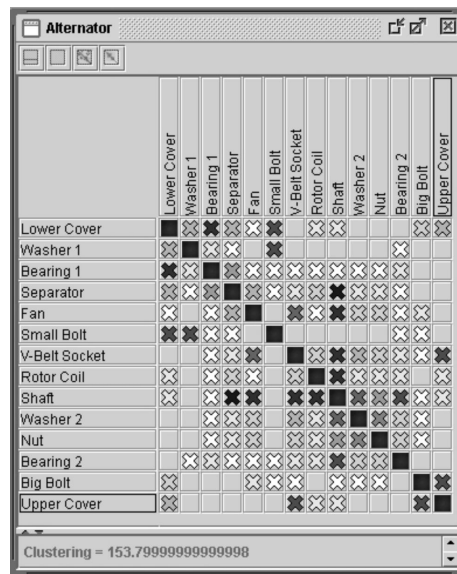 Alternator
Lower Cover
Washer 1
Bearing 1
Separator
Fan
Small Bolt
V-Belt Socket
Rotor Coil
Shaft
Washer 2
Nut
Bearing 2
Big Bolt
Upper Cover
Lower Cover
Washer 1
Bearing 1
Separator
Fan
Small Bolt
V-Belt Socket
Rotor Coil
Shaft
Washer 2
Nut
Bearing 2
Big Bolt
Upper Cover
Clustering = 153.79999999999998